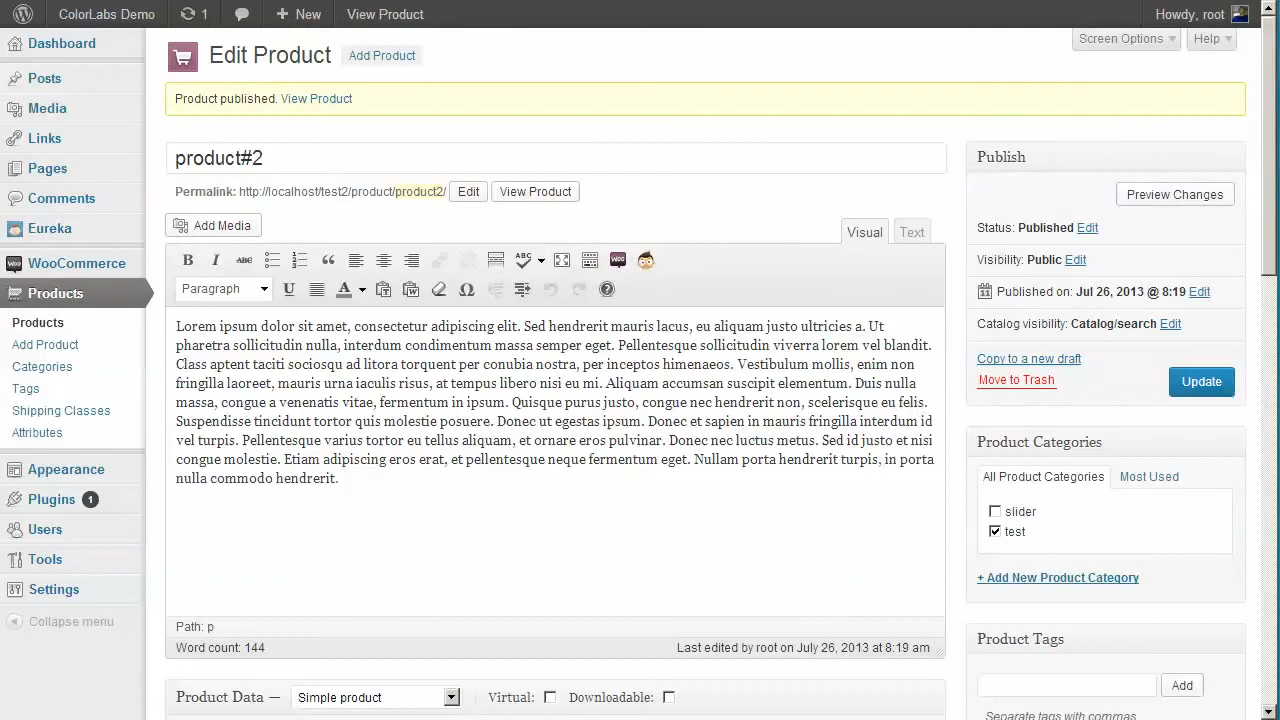 ColorLabs Demo 1 New View Product Howdy, root
Dashboard
Posts
Media
Links
Pages
Comments
Eureka
WooCommerce
Products
Products
Add Product
Categories
Tags
Shipping Classes
Attributes
Appearance
Plugins 1
Users
Tools
Settings
Collapse menu
Screen Options Help
Edit Product Add Product
Product published. View Product
product#2
Permalink: http://localhost/test2/product/product2/ Edit View Product
Add Media
Visual Text
B I ABC ABC
Paragraph U A
Lorem ipsum dolor sit amet, consectetur adipiscing elit. Sed hendrerit mauris lacus, eu aliquam justo ultricies a. Ut
pharetra sollicitudin nulla, interdum condimentum massa semper eget. Pellentesque sollicitudin viverra lorem vel blandit.
Class aptent taciti sociosqu ad litora torquent per conubia nostra, per inceptos himenaeos. Vestibulum mollis, enim non
fringilla laoreet, mauris urna iaculis risus, at tempus libero nisi eu mi. Aliquam accumsan suscipit elementum. Duis nulla
massa, congue a venenatis vitae, fermentum in ipsum. Quisque purus justo, congue nec hendrerit non, scelerisque eu felis.
Suspendisse tincidunt tortor quis molestie posuere. Donec ut egestas ipsum. Donec et sapien in mauris fringilla interdum id
vel turpis. Pellentesque varius tortor eu tellus aliquam, et ornare eros pulvinar. Donec nec luctus metus. Sed id justo et nisi
congue molestie. Etiam adipiscing eros erat, et pellentesque neque fermentum eget. Nullam porta hendrerit turpis, in porta
nulla commodo hendrerit.
Path: p
Word count: 144 Last edited by root on July 26, 2013 at 8:19 am
Product Data — Simple product Virtual: Downloadable:
Publish
Preview Changes
Status: Published Edit
Visibility: Public Edit
Published on: Jul 26, 2013 @ 8:19 Edit
Catalog visibility: Catalog/search Edit
Copy to a new draft
Move to Trash Update
Product Categories
All Product Categories Most Used
slider
test
+ Add New Product Category
Product Tags
Add
Separate tags with commas